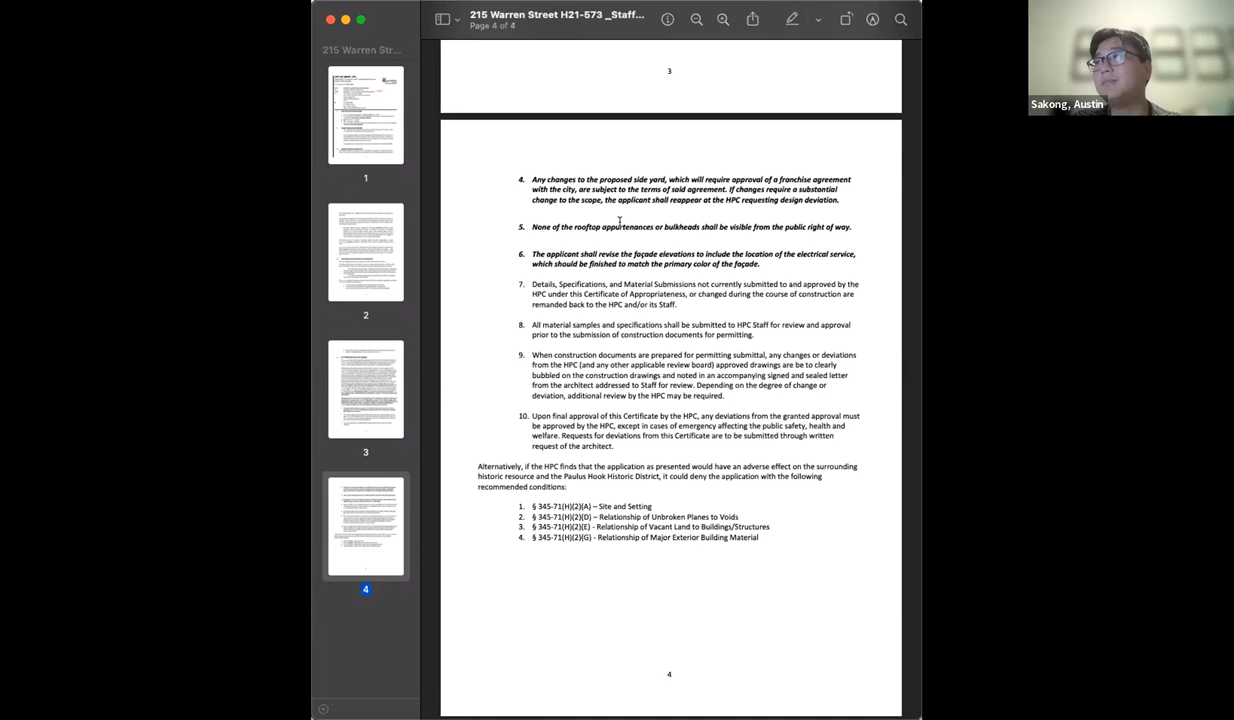 215 Warren Street H21-573 _Staff...
Page 4 of 4
215 Warren Str...
1
2
3
4
3
4. Any changes to the proposed side yard, which will require approval of a franchise agreement
with the city, are subject to the terms of said agreement. If changes require a substantial
change to the scope, the applicant shall reappear at the HPC requesting design deviation.
5. None of the rooftop appurtenances or bulkheads shall be visible from the public right of way.
6. The applicant shall revise the façade elevations to include the location of the electrical service,
which should be finished to match the primary color of the façade.
7. Details, Specifications, and Material Submissions not currently submitted to and approved by the
HPC under this Certificate of Appropriateness, or changed during the course of construction are
remanded back to the HPC and/or its Staff.
8. All material samples and specifications shall be submitted to HPC Staff for review and approval
prior to the submission of construction documents for permitting.
9. When construction documents are prepared for permitting submittal, any changes or deviations
from the HPC (and any other applicable review board) approved drawings are be to clearly
bubbled on the construction drawings and noted in an accompanying signed and sealed letter
from the architect addressed to Staff for review. Depending on the degree of change or
deviation, additional review by the HPC may be required.
10. Upon final approval of this Certificate by the HPC, any deviations from the granted approval must
be approved by the HPC, except in cases of emergency affecting the public safety, health and
welfare. Requests for deviations from this Certificate are to be submitted through written
request of the architect.
Alternatively, if the HPC finds that the application as presented would have an adverse effect on the surrounding
historic resource and the Paulus Hook Historic District, it could deny the application with the following
recommended conditions:
1. § 345-71(H)(2)(A) – Site and Setting
2. § 345-71(H)(2)(D) – Relationship of Unbroken Planes to Voids
3. § 345-71(H)(2)(E) - Relationship of Vacant Land to Buildings/Structures
4. § 345-71(H)(2)(G) - Relationship of Major Exterior Building Material
4
Sakong, Austin